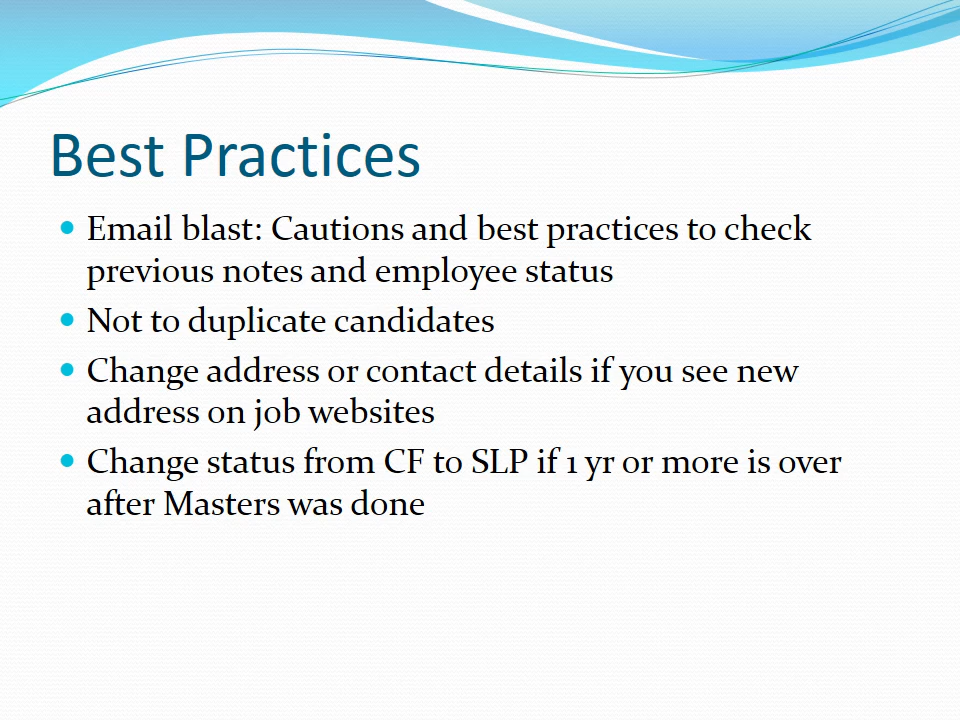 Best Practices
Email blast: Cautions and best practices to check
previous notes and employee status
Not to duplicate candidates
Change address or contact details if you see new
address on job websites
Change status from CF to SLP if 1 yr or more is over
after Masters was done